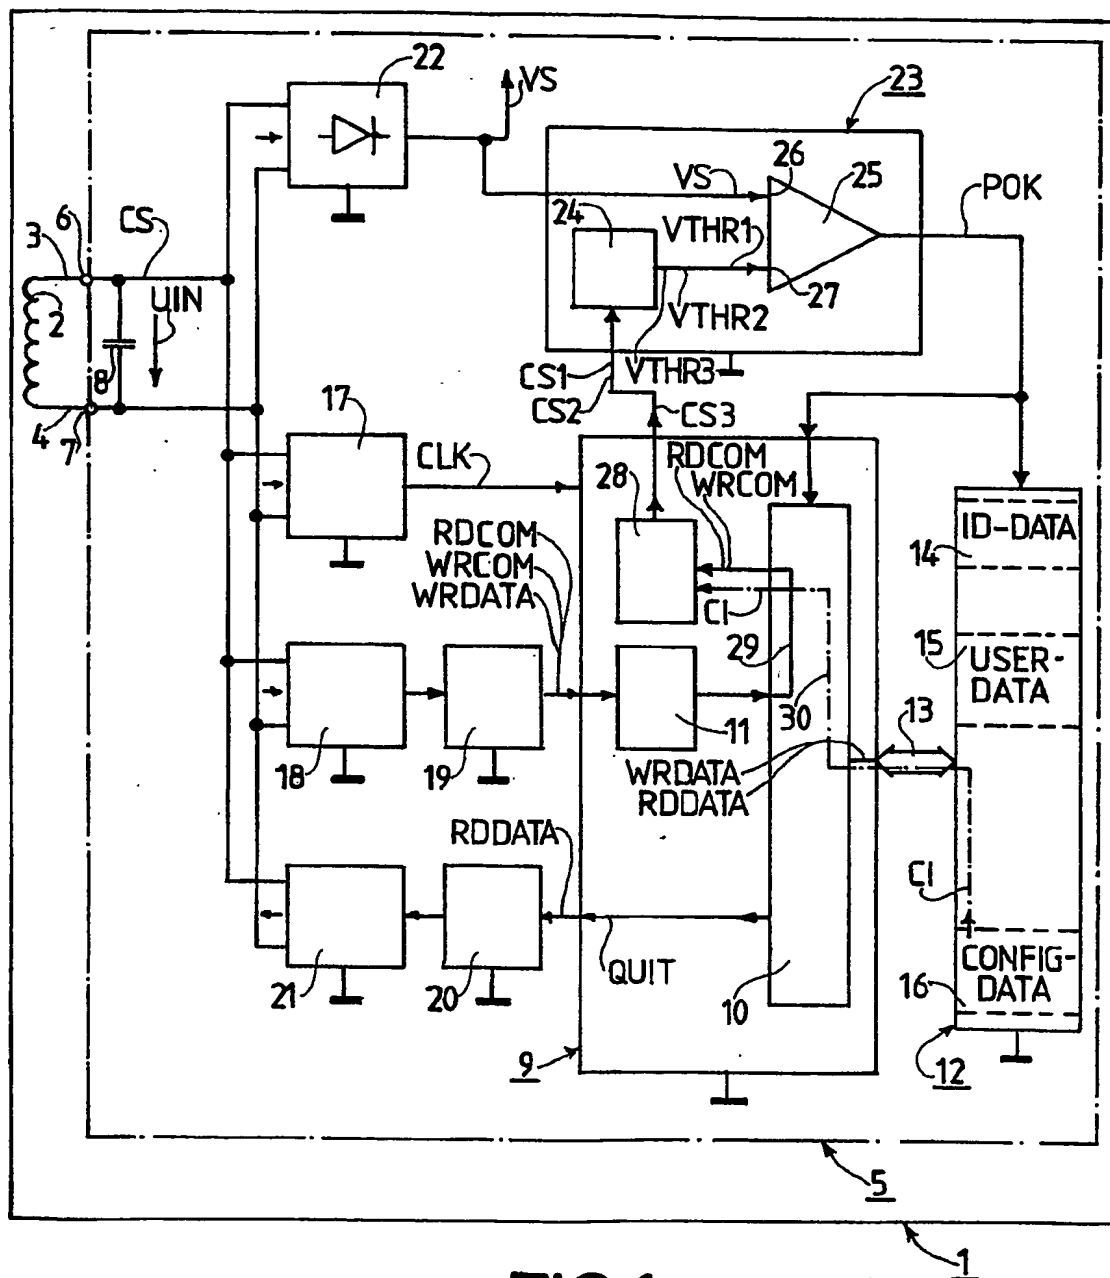 22
VS
23
26
25
VS
POK
24
VTHR1
6
CS
3
27
UIN
2
VTHR2
8
VTHR3
CS1
CS2
CS3
4
7
17
CLK
RDCOM
WRCOM
28
ID-DATA
14
RDCOM
WRCOM
WRDATA
CI
29
15
USER-
DATA
30
13
11
18
19
WRDATA
RDDATA
RDDATA
CI
QUIT
CONFIG-
DATA
16
21
20
10
9
12
5
1